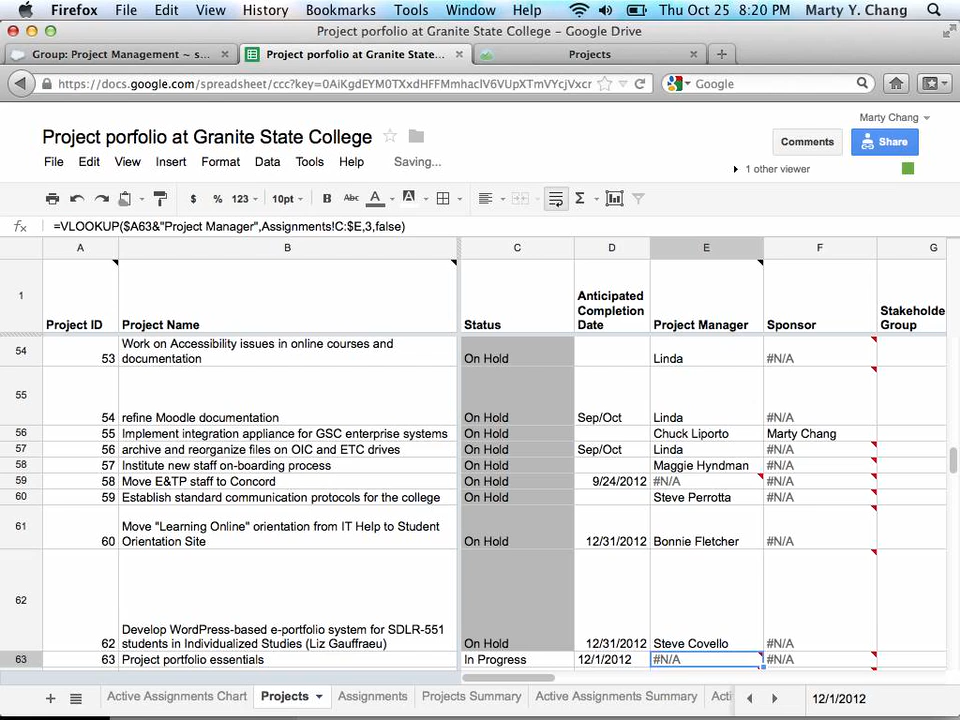 Firefox File Edit View History Bookmarks Tools Window Help Thu Oct 25 8:20 PM Marty Y. Chang
Project porfolio at Granite State College – Google Drive
Group: Project Management ~ s... Project porfolio at Granite State... Projects
https://docs.google.com/spreadsheet/ccc?key=0AiKgdEYM0TXxdHFFMmhaclV6VUpXTmVYcjVxcr Google
Marty Chang
Project porfolio at Granite State College
Comments Share
File Edit View Insert Format Data Tools Help Saving...
1 other viewer
$ % 123 10pt B Abc A A Σ
fx =VLOOKUP($A63&"Project Manager",Assignments!C:$E,3,false)
A B C D E F G
1 Project ID Project Name Status Anticipated Completion Date Project Manager Sponsor Stakeholde Group
54 53 Work on Accessibility issues in online courses and documentation On Hold Linda #N/A
55 54 refine Moodle documentation On Hold Sep/Oct Linda #N/A
56 55 Implement integration appliance for GSC enterprise systems On Hold Chuck Liporto Marty Chang
57 56 archive and reorganize files on OIC and ETC drives On Hold Sep/Oct Linda #N/A
58 57 Institute new staff on-boarding process On Hold Maggie Hyndman #N/A
59 58 Move E&TP staff to Concord On Hold 9/24/2012 #N/A #N/A
60 59 Establish standard communication protocols for the college On Hold Steve Perrotta #N/A
61 60 Move "Learning Online" orientation from IT Help to Student Orientation Site On Hold 12/31/2012 Bonnie Fletcher #N/A
62 62 Develop WordPress-based e-portfolio system for SDLR-551 students in Individualized Studies (Liz Gauffraeu) On Hold 12/31/2012 Steve Covello #N/A
63 63 Project portfolio essentials In Progress 12/1/2012 #N/A #N/A
+ Active Assignments Chart Projects Assignments Projects Summary Active Assignments Summary Acti 12/1/2012